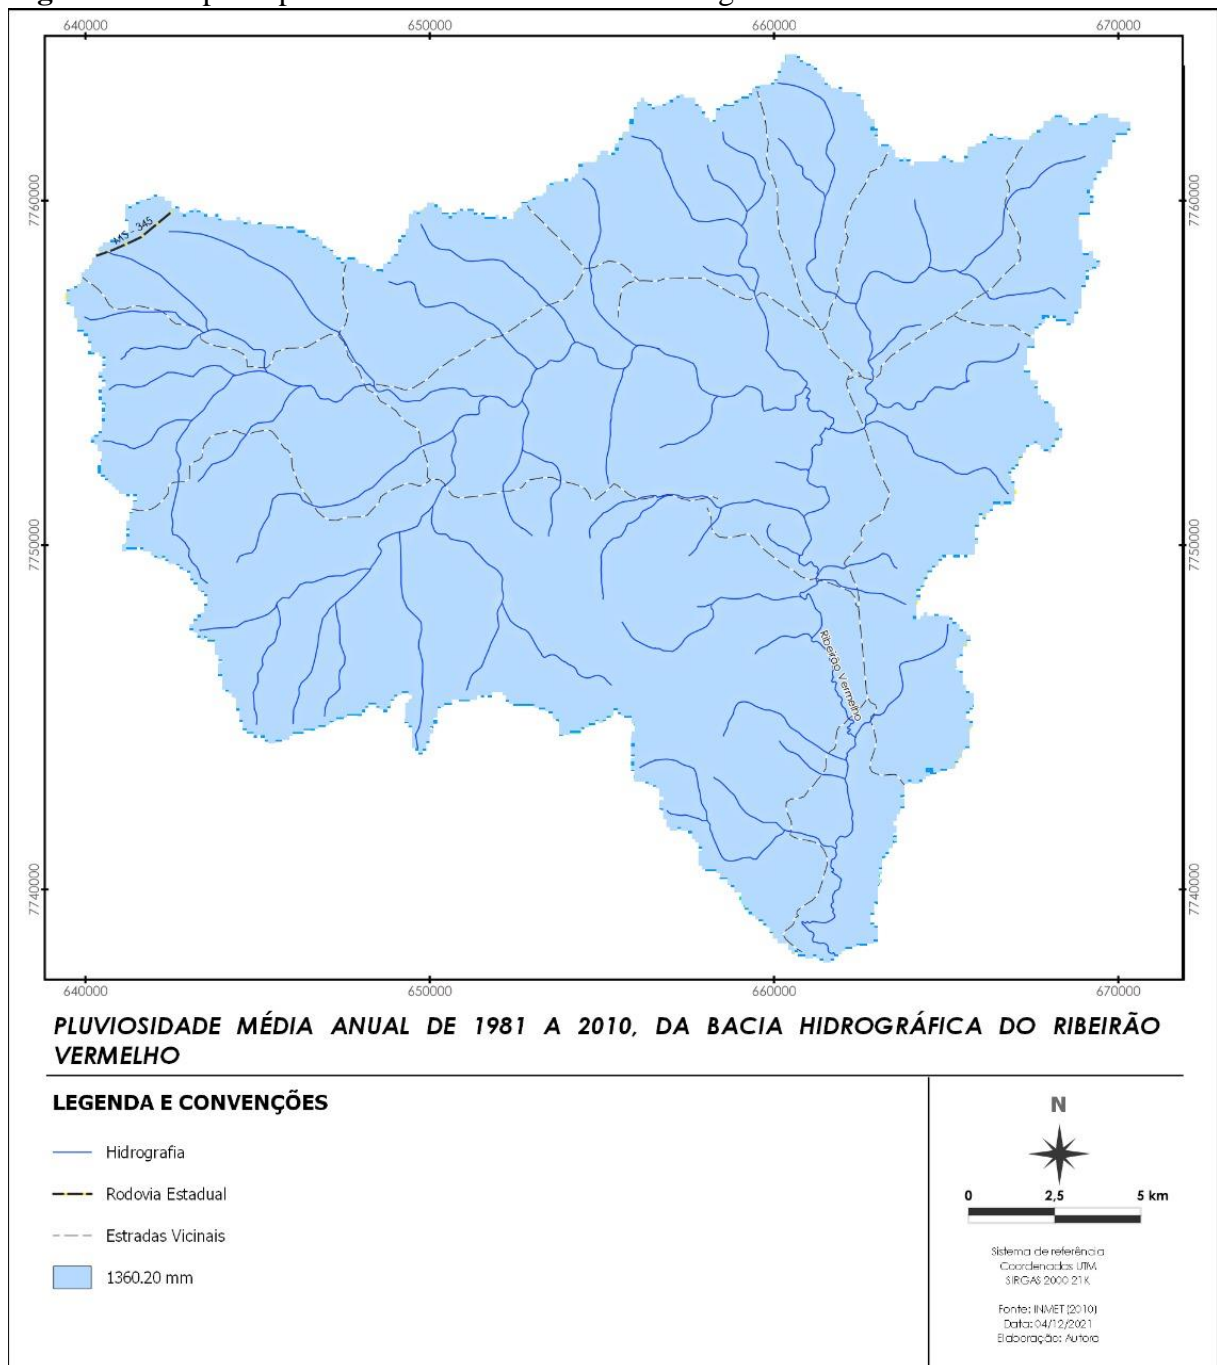 640000 650000 660000 670000
7760000 7760000
MS - 345
7750000 7750000
Ribeirão Vermelho
7740000 7740000
640000 650000 660000 670000
PLUVIOSIDADE MÉDIA ANUAL DE 1981 A 2010, DA BACIA HIDROGRÁFICA DO RIBEIRÃO
VERMELHO
LEGENDA E CONVENÇÕES
Hidrografia
Rodovia Estadual
Estradas Vicinais
1360.20 mm
N
0 2,5 5 km
Sistema de referência
Coordenadas UTM
SIRGAS 2000 21K
Fonte: INMET (2010)
Data: 04/12/2021
Elaboração: Autora